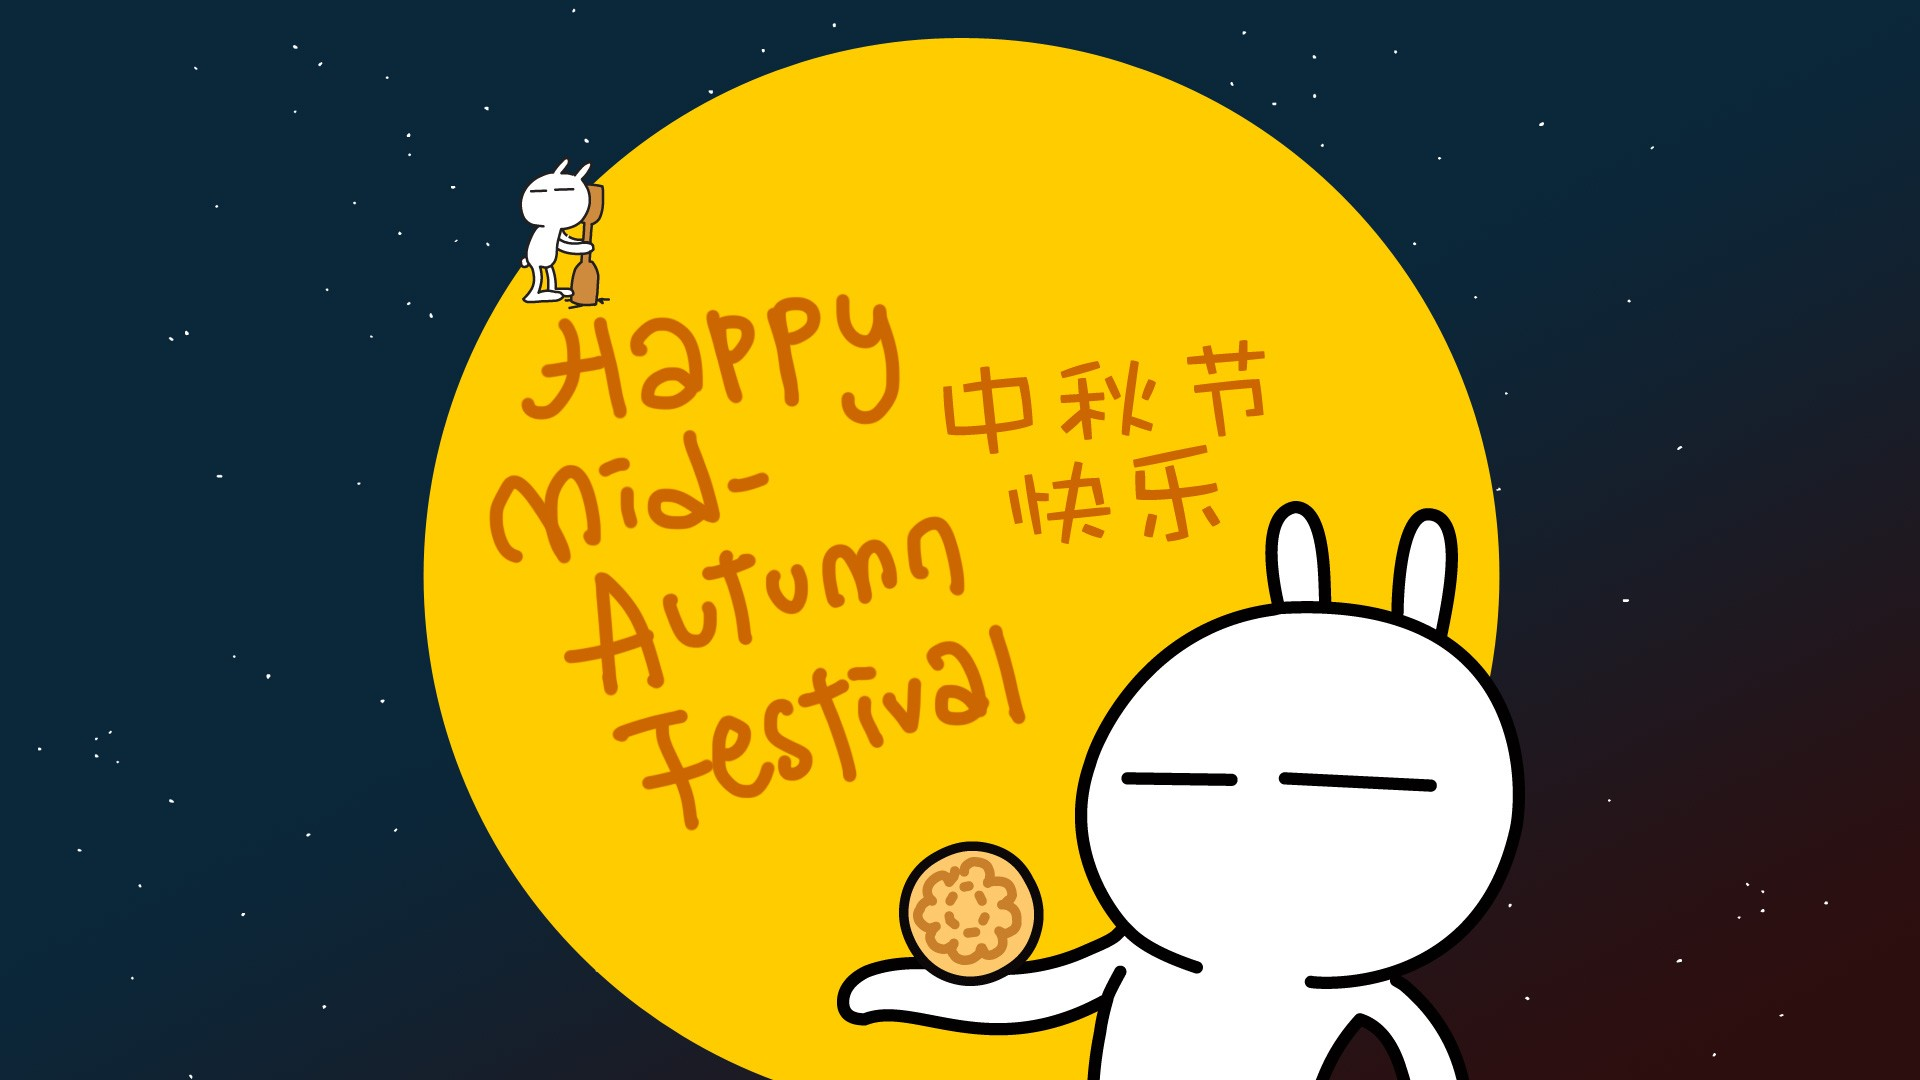 Happy
Mid-
Autumn
Festival
中秋节
快乐